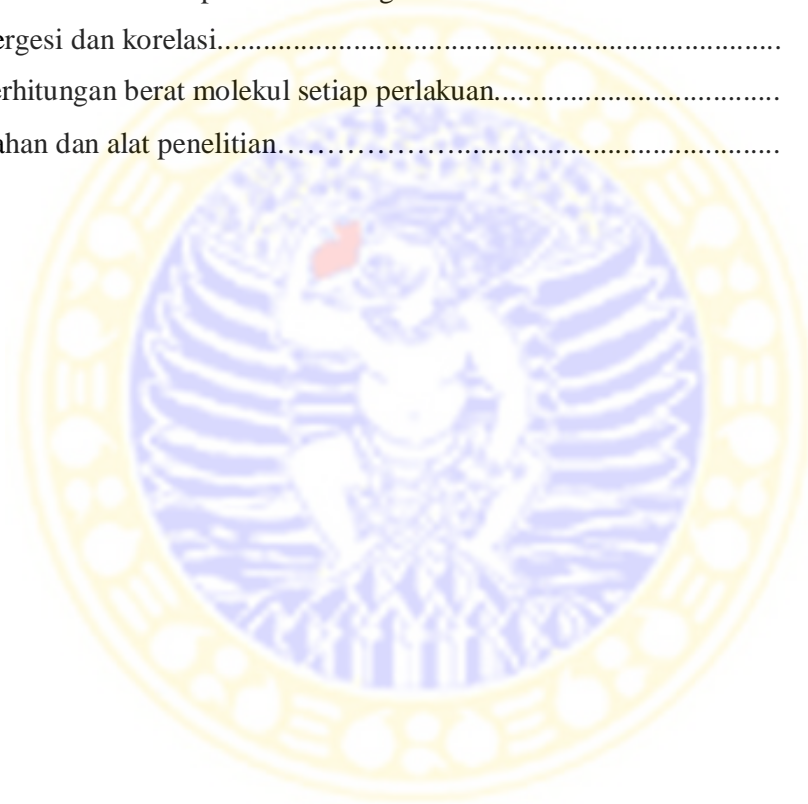 ergesi dan korelasi..........................................................................
erhitungan berat molekul setiap perlakuan.....................................
ahan dan alat penelitian………………...........................................